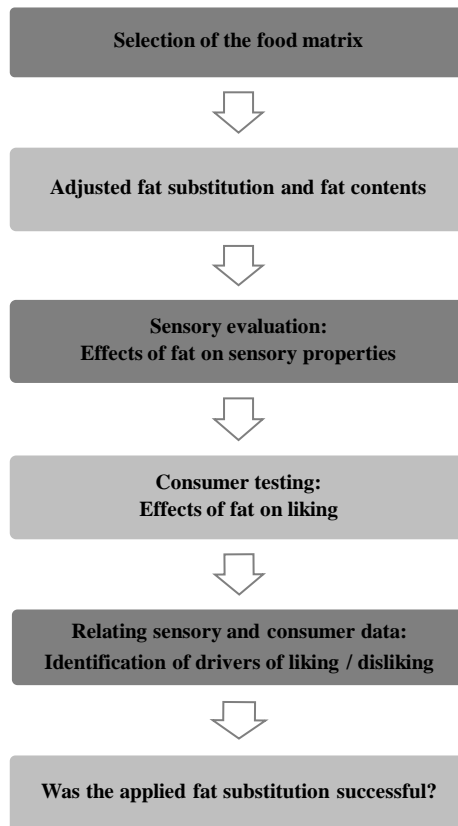 Selection of the food matrix
Adjusted fat substitution and fat contents
Sensory evaluation:
Effects of fat on sensory properties
Consumer testing:
Effects of fat on liking
Relating sensory and consumer data:
Identification of drivers of liking / disliking
Was the applied fat substitution successful?